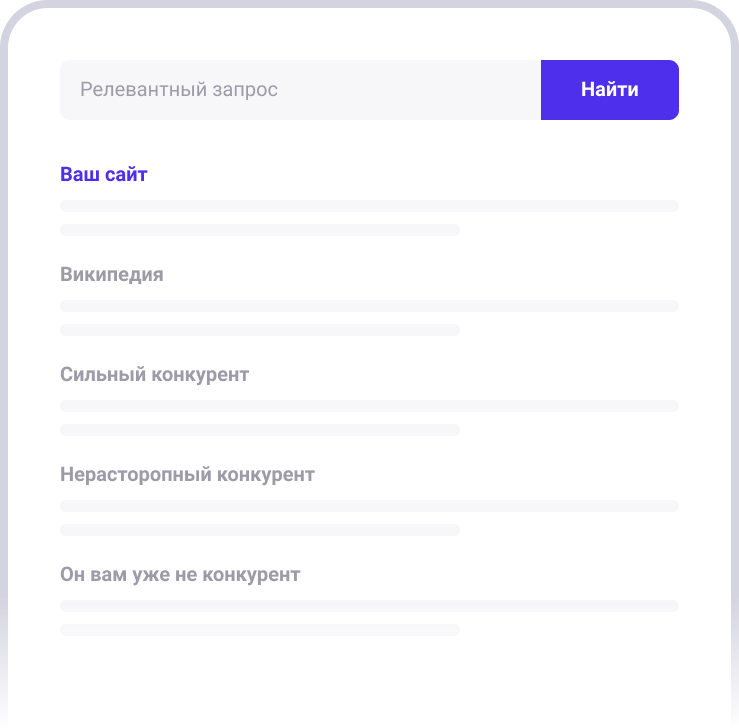 Релевантный запрос
Найти
Ваш сайт
Википедия
Сильный конкурент
Нерасторопный конкурент
Он вам уже не конкурент